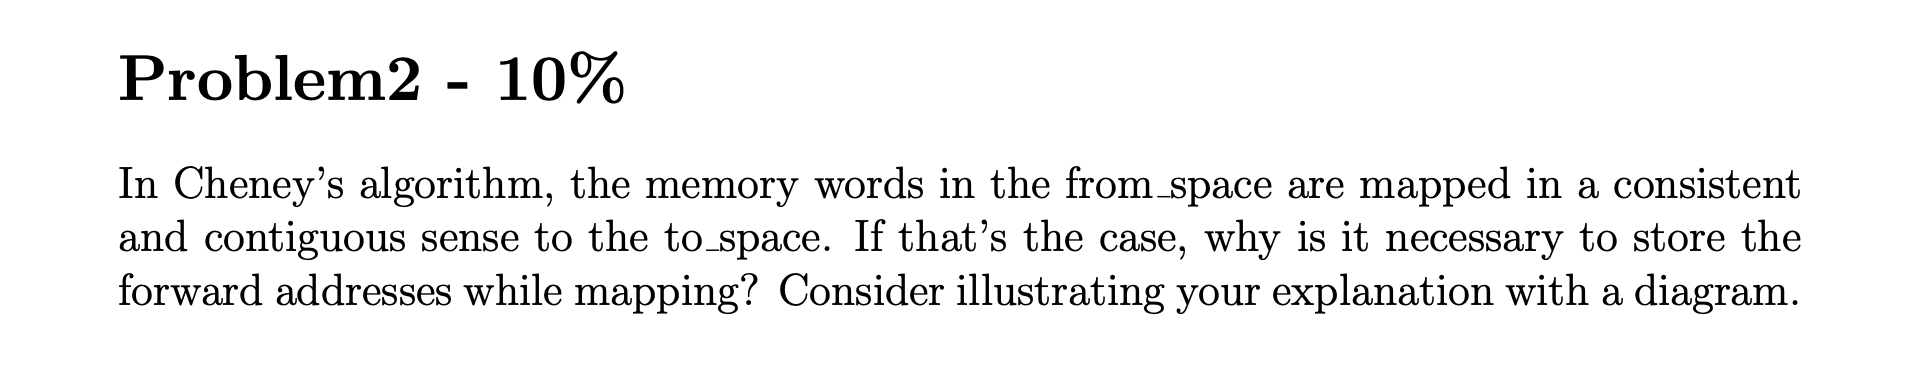 Problem2 - 10%
In Cheney's algorithm, the memory words in the from_space are mapped in a consistent
and contiguous sense to the to_space. If that's the case, why is it necessary to store the
forward addresses while mapping? Consider illustrating your explanation with a diagram.